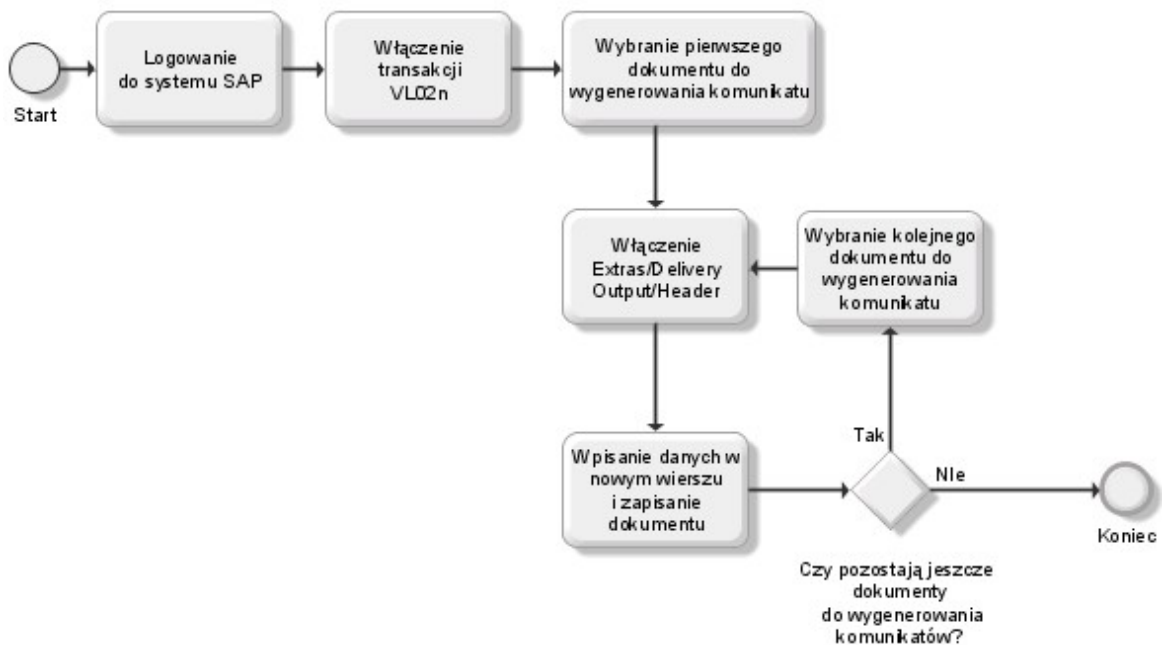 Start
Logowanie
do systemu SAP
Włączenie
transakcji
VL02n
Wybranie pierwszego
dokumentu do
wygenerowania komunikatu
Włączenie
Extras/Delivery
Output/Header
Wybranie kolejnego
dokumentu do
wygenerowania
komunikatu
Wpisanie danych w
nowym wierszu
i zapisanie
dokumentu
Tak
NIe
Koniec
Czy pozostają jeszcze
dokumenty
do wygenerowania
komunikatów?